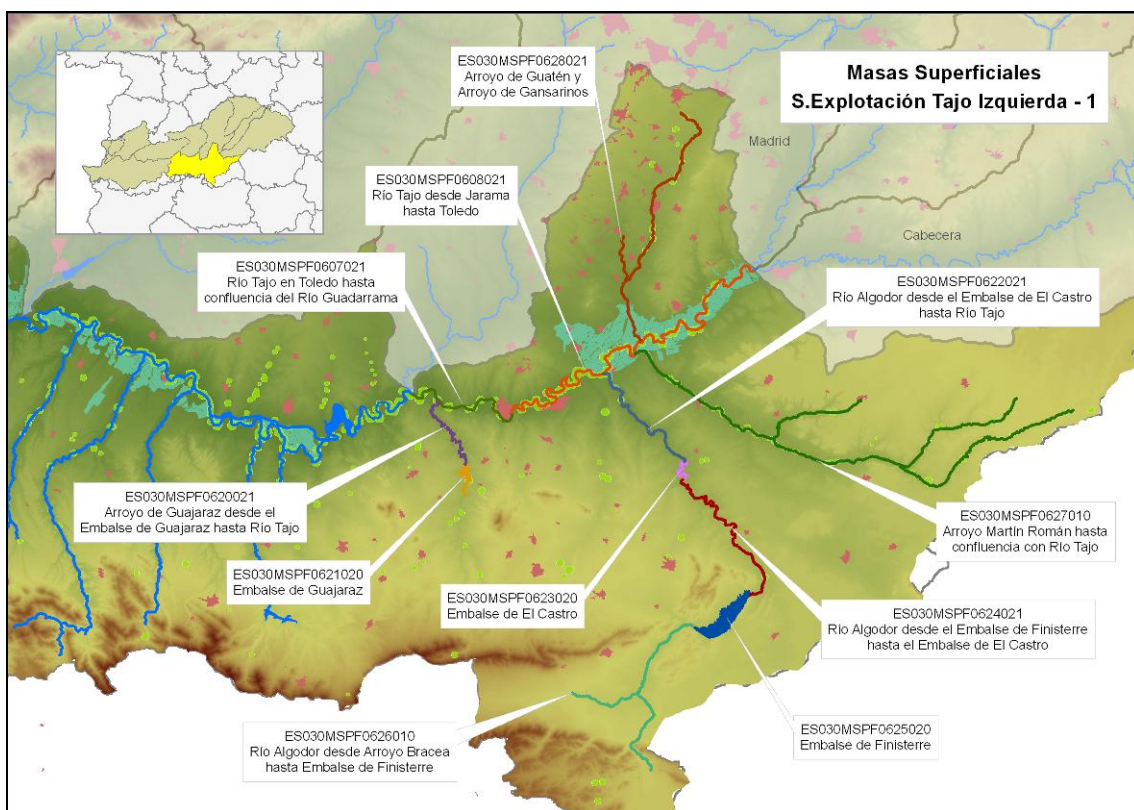 Masas Superficiales
S.Explotación Tajo Izquierda - 1
ES030MSPF0628021
Arroyo de Guatén y
Arroyo de Gansarinos
Madrid
ES030MSPF0608021
Río Tajo desde Jarama
hasta Toledo
Cabecera
ES030MSPF0607021
Río Tajo en Toledo hasta
confluencia del Río Guadarrama
ES030MSPF0622021
Río Algodor desde el Embalse de El Castro
hasta Río Tajo
ES030MSPF0620021
Arroyo de Guajaraz desde el
Embalse de Guajaraz hasta Río Tajo
ES030MSPF0627010
Arroyo Martín Román hasta
confluencia con Río Tajo
ES030MSPF0621020
Embalse de Guajaraz
ES030MSPF0623020
Embalse de El Castro
ES030MSPF0624021
Río Algodor desde el Embalse de Finisterre
hasta el Embalse de El Castro
ES030MSPF0626010
Río Algodor desde Arroyo Bracea
hasta Embalse de Finisterre
ES030MSPF0625020
Embalse de Finisterre